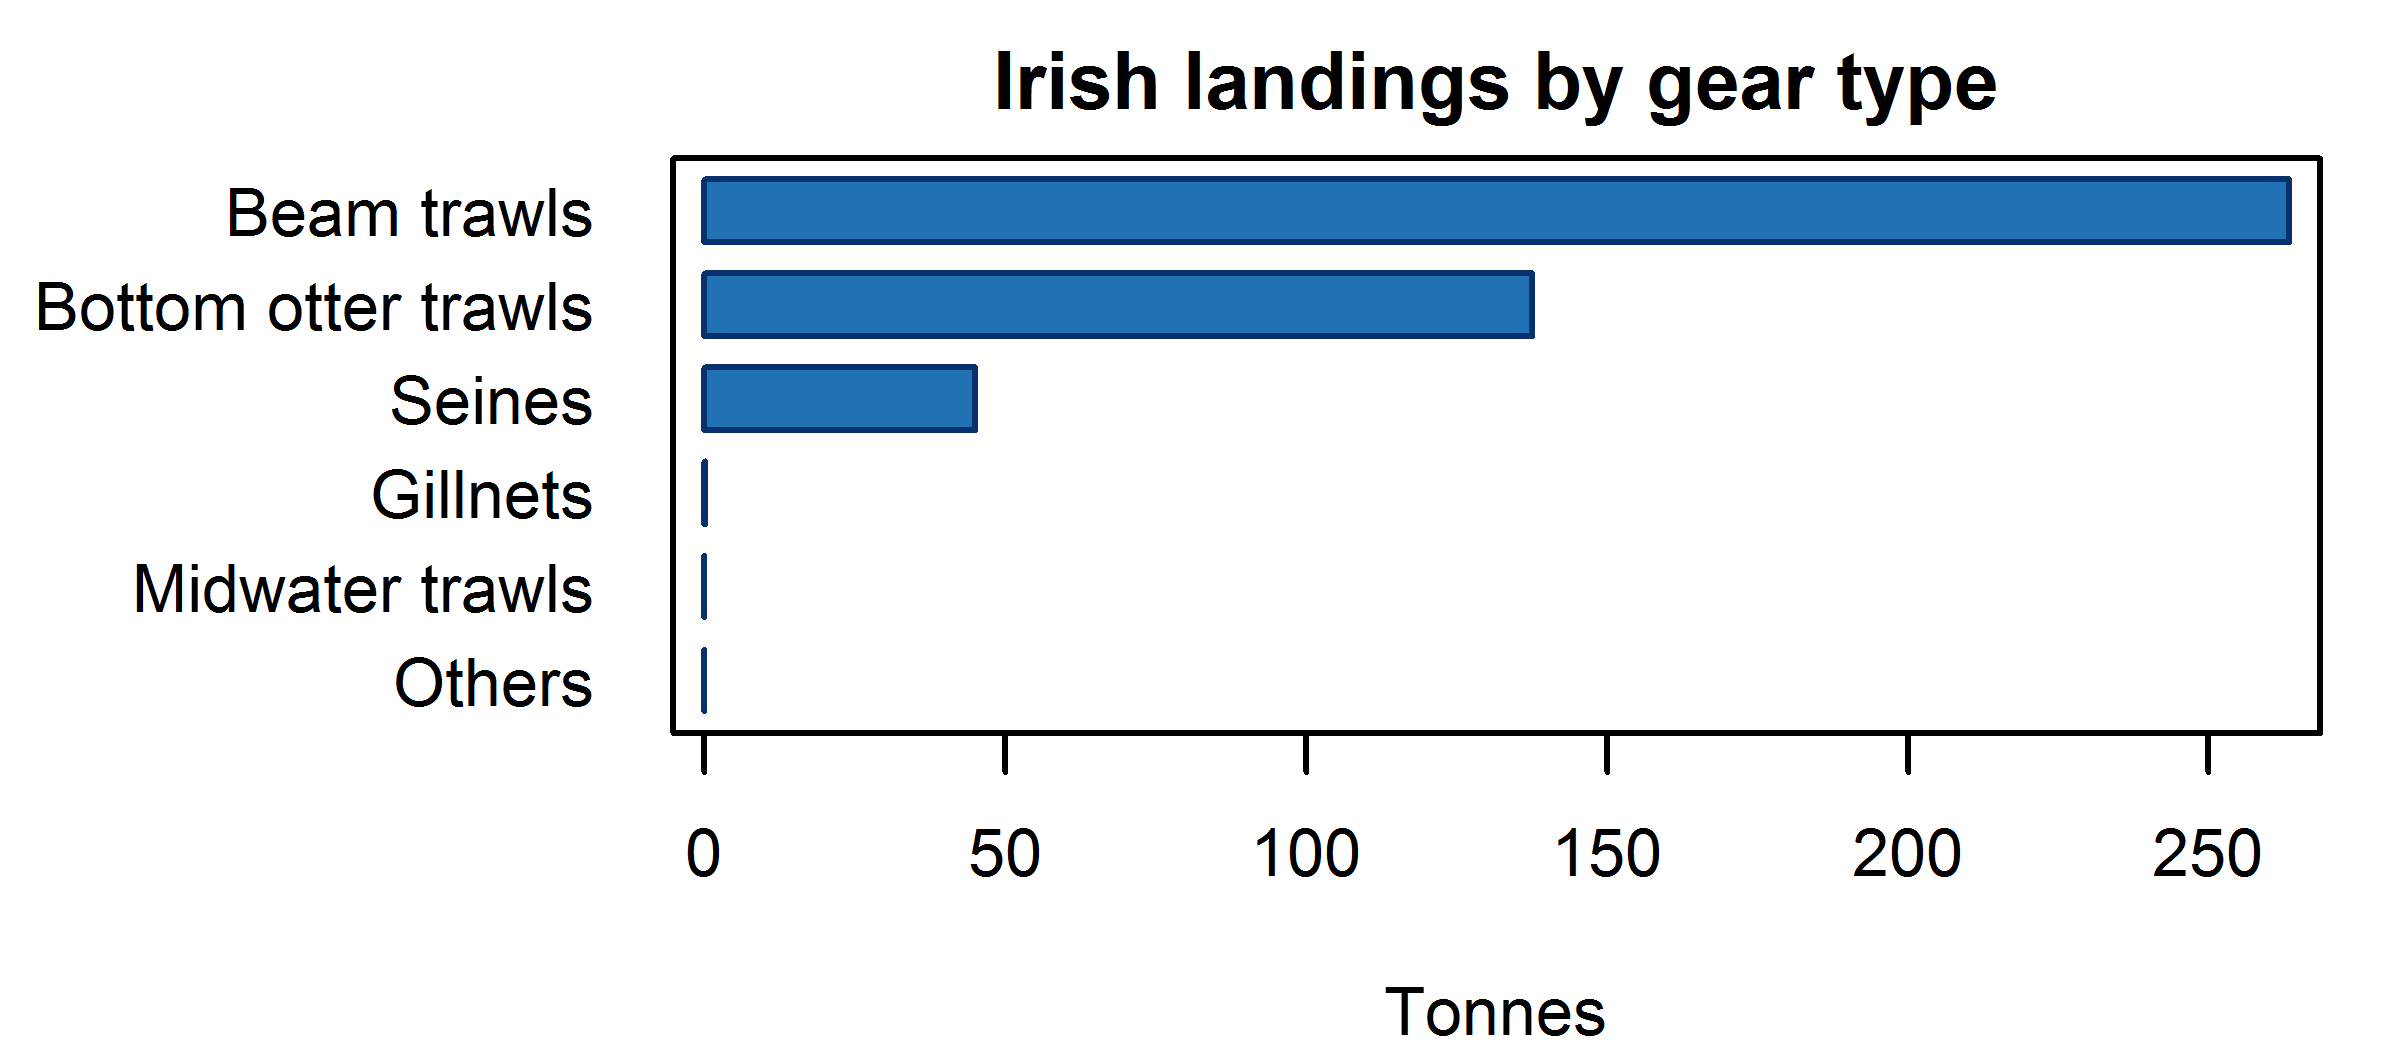 Irish landings by gear type
Beam trawls
Bottom otter trawls
Seines
Gillnets
Midwater trawls
Others
0 50 100 150 200 250
Tonnes